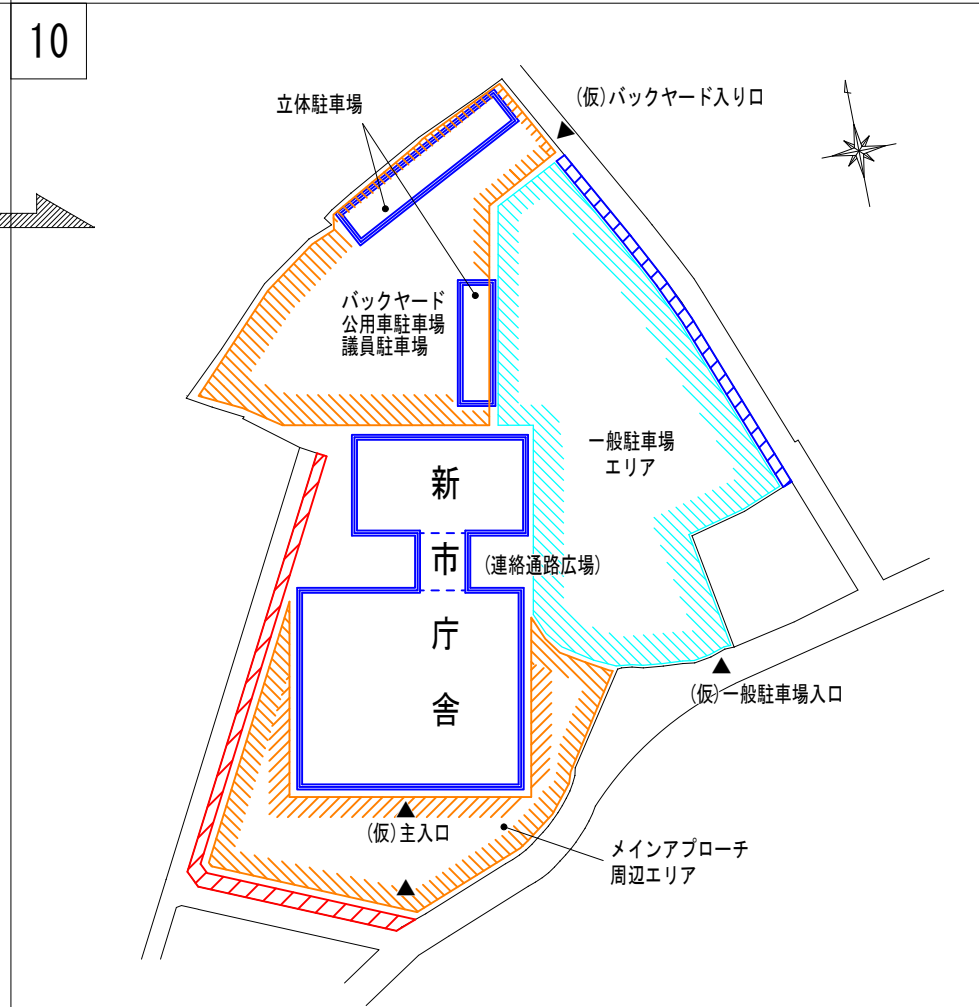 10
立体駐車場
(仮)バックヤード入り口
バックヤード
公用車駐車場
議員駐車場
一般駐車場
エリア
新
市
庁
舎
(連絡通路広場)
(仮)一般駐車場入口
(仮)主入口
メインアプローチ
周辺エリア